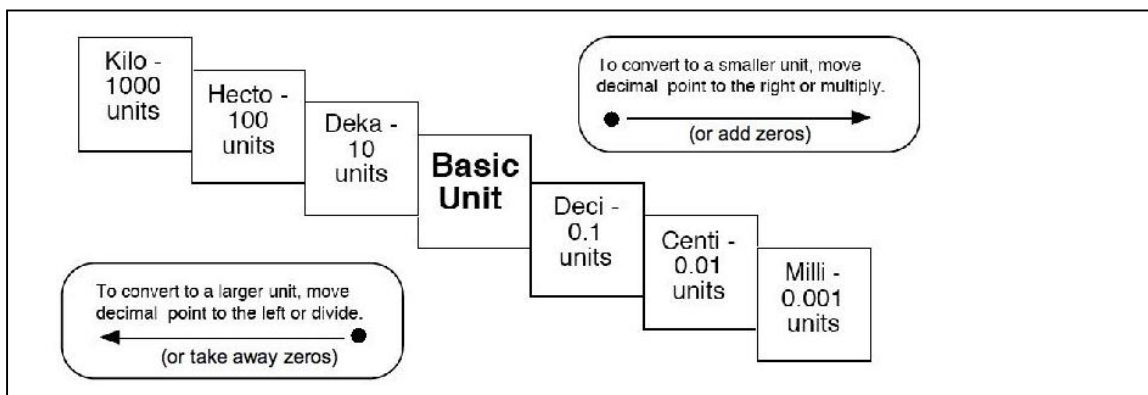 Kilo -
1000
units
Hecto -
100
units
Deka -
10
units
Basic
Unit
Deci -
0.1
units
Centi -
0.01
units
Milli -
0.001
units
To convert to a smaller unit, move
decimal point to the right or multiply.
(or add zeros)
To convert to a larger unit, move
decimal point to the left or divide.
(or take away zeros)